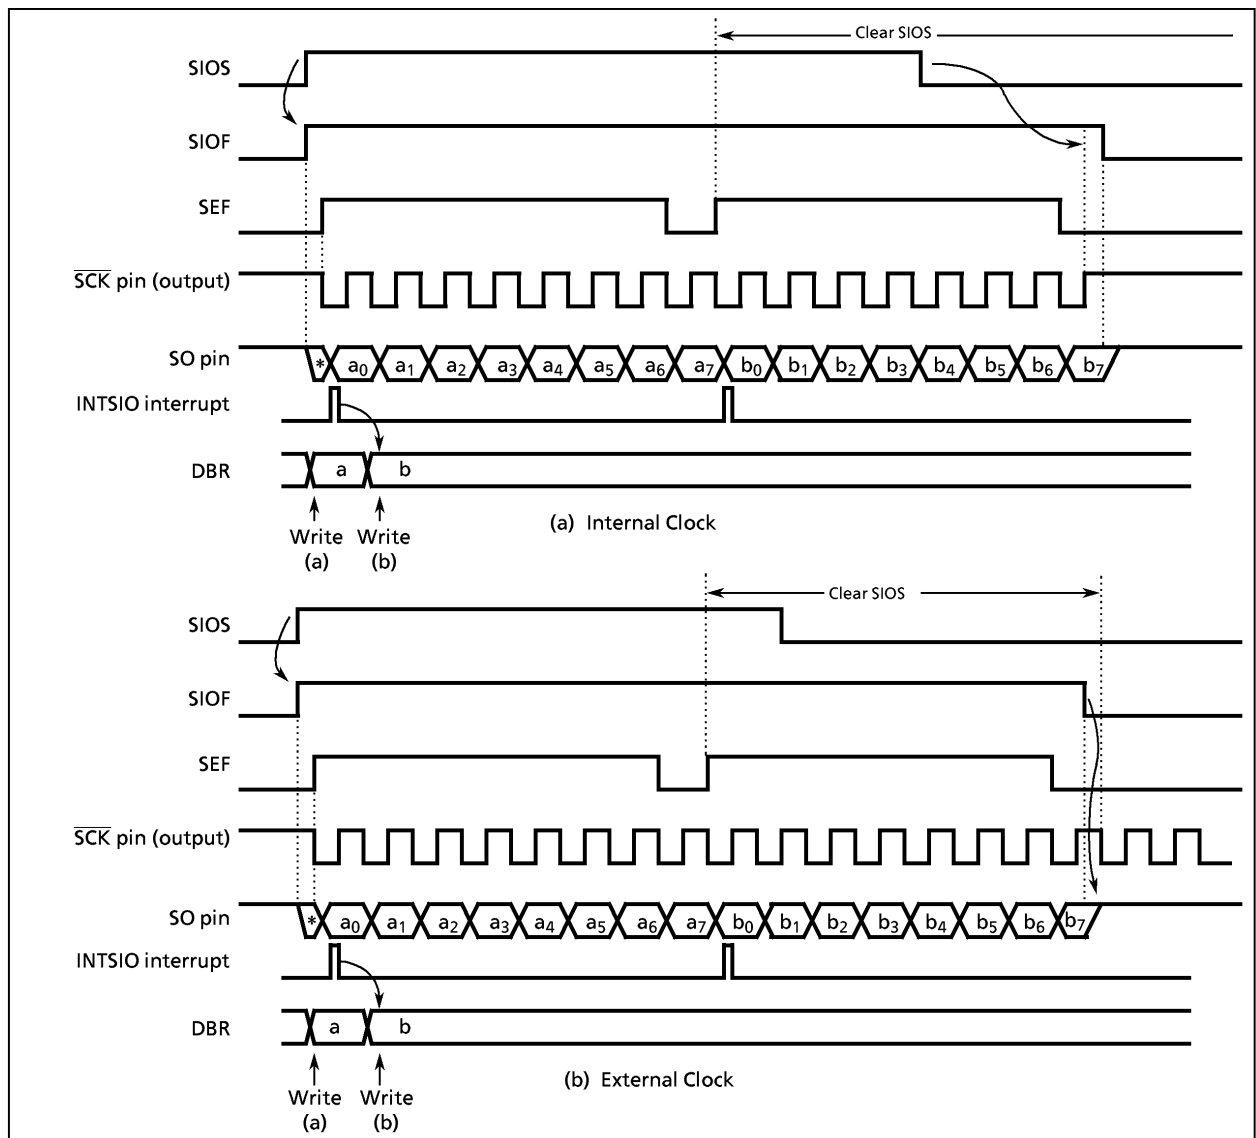 Clear SIOS
SIOS
SIOF
SEF
SCK pin (output)
SO pin
* a0 a1 a2 a3 a4 a5 a6 a7 b0 b1 b2 b3 b4 b5 b6 b7
INTSIO interrupt
DBR a b
Write (a)
Write (b)
(a) Internal Clock
Clear SIOS
SIOS
SIOF
SEF
SCK pin (output)
SO pin
* a0 a1 a2 a3 a4 a5 a6 a7 b0 b1 b2 b3 b4 b5 b6 b7
INTSIO interrupt
DBR a b
Write (a)
Write (b)
(b) External Clock